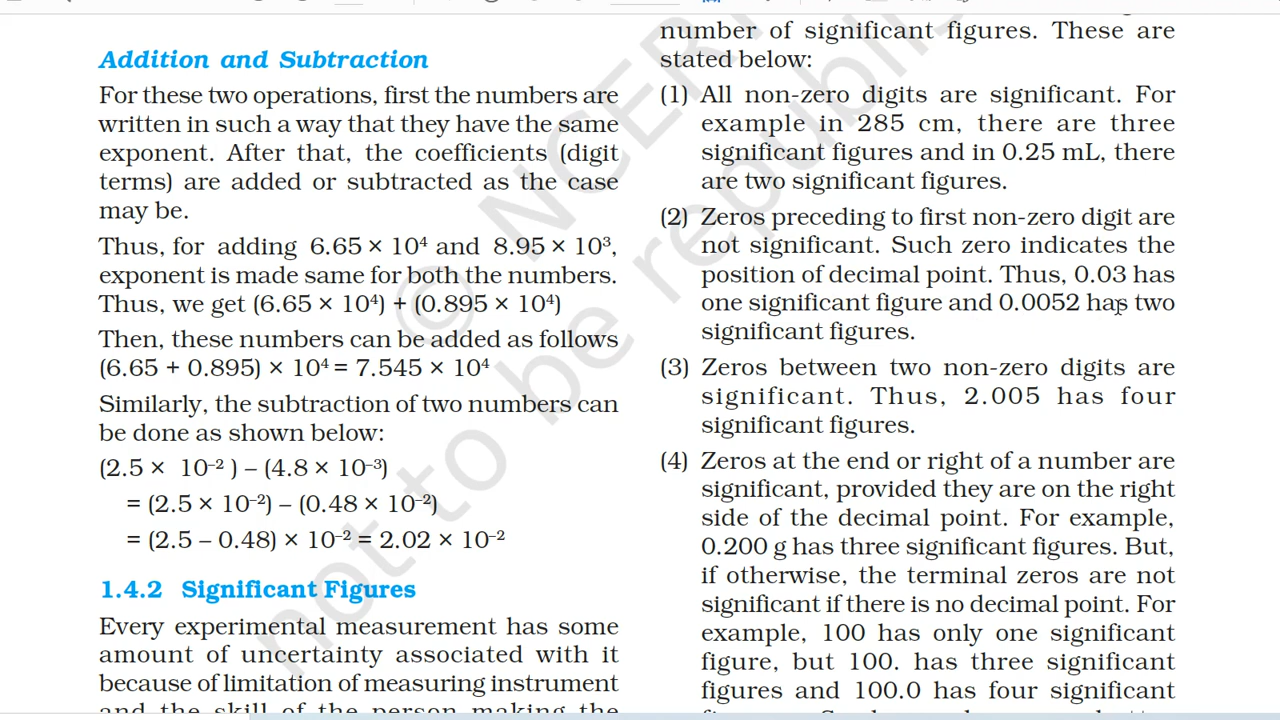 Addition and Subtraction
For these two operations, first the numbers are
written in such a way that they have the same
exponent. After that, the coefficients (digit
terms) are added or subtracted as the case
may be.
Thus, for adding 6.65 × 10⁴ and 8.95 × 10³,
exponent is made same for both the numbers.
Thus, we get (6.65 × 10⁴) + (0.895 × 10⁴)
Then, these numbers can be added as follows
(6.65 + 0.895) × 10⁴ = 7.545 × 10⁴
Similarly, the subtraction of two numbers can
be done as shown below:
(2.5 × 10⁻² ) – (4.8 × 10⁻³)
= (2.5 × 10⁻²) – (0.48 × 10⁻²)
= (2.5 – 0.48) × 10⁻² = 2.02 × 10⁻²
1.4.2 Significant Figures
Every experimental measurement has some
amount of uncertainty associated with it
because of limitation of measuring instrument
and the skill of the person making the
number of significant figures. These are
stated below:
(1) All non-zero digits are significant. For
example in 285 cm, there are three
significant figures and in 0.25 mL, there
are two significant figures.
(2) Zeros preceding to first non-zero digit are
not significant. Such zero indicates the
position of decimal point. Thus, 0.03 has
one significant figure and 0.0052 has two
significant figures.
(3) Zeros between two non-zero digits are
significant. Thus, 2.005 has four
significant figures.
(4) Zeros at the end or right of a number are
significant, provided they are on the right
side of the decimal point. For example,
0.200 g has three significant figures. But,
if otherwise, the terminal zeros are not
significant if there is no decimal point. For
example, 100 has only one significant
figure, but 100. has three significant
figures and 100.0 has four significant
© NCERT
not to be republis